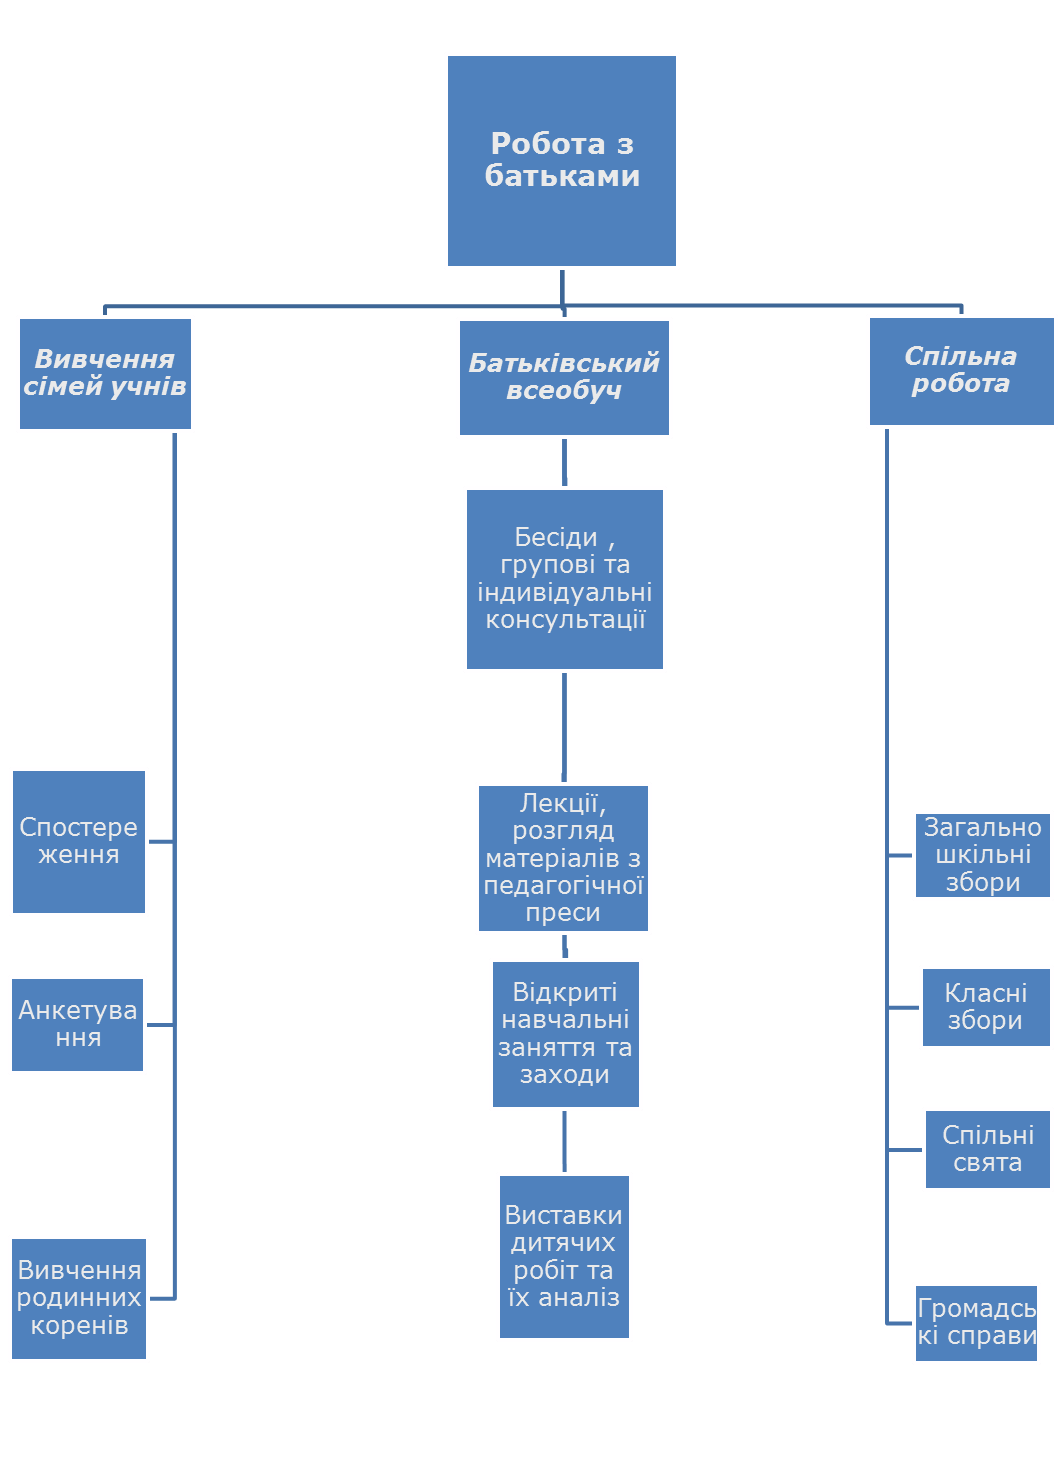 Робота з
батьками
Вивчення
сімей учнів
Батьківський
всеобуч
Спільна
робота
Спостере
ження
Анкетува
ння
Вивчення
родинних
коренів
Бесіди ,
групові та
індивідуальні
консультації
Лекції,
розгляд
матеріалів з
педагогічної
преси
Відкриті
навчальні
заняття та
заходи
Виставки
дитячих
робіт та
їх аналіз
Загально
шкільні
збори
Класні
збори
Спільні
свята
Громадсь
кі справи